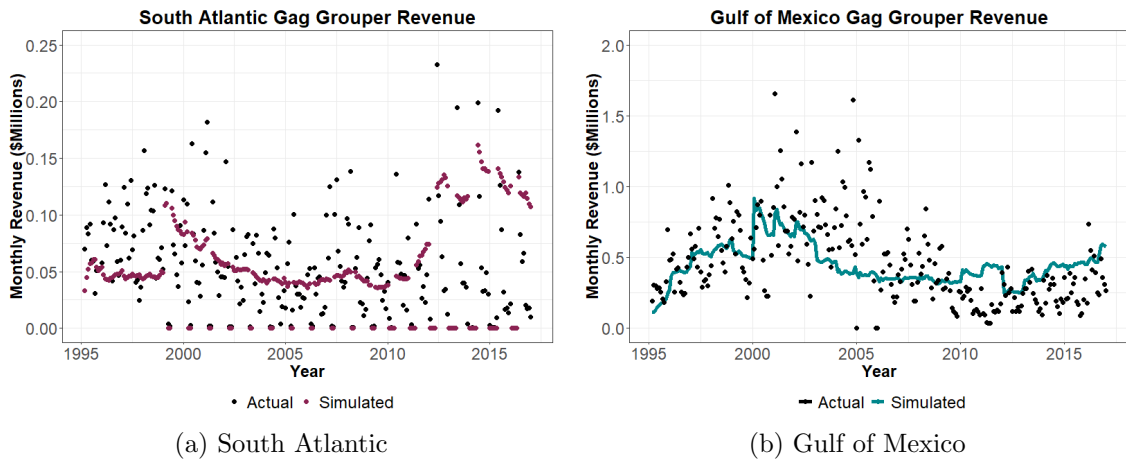 South Atlantic Gag Grouper Revenue
Monthly Revenue ($Millions)
0.25
0.20
0.15
0.10
0.05
0.00
1995 2000 2005 2010 2015
Year
Actual Simulated
(a) South Atlantic
Gulf of Mexico Gag Grouper Revenue
Monthly Revenue ($Millions)
2.0
1.5
1.0
0.5
0.0
1995 2000 2005 2010 2015
Year
Actual Simulated
(b) Gulf of Mexico